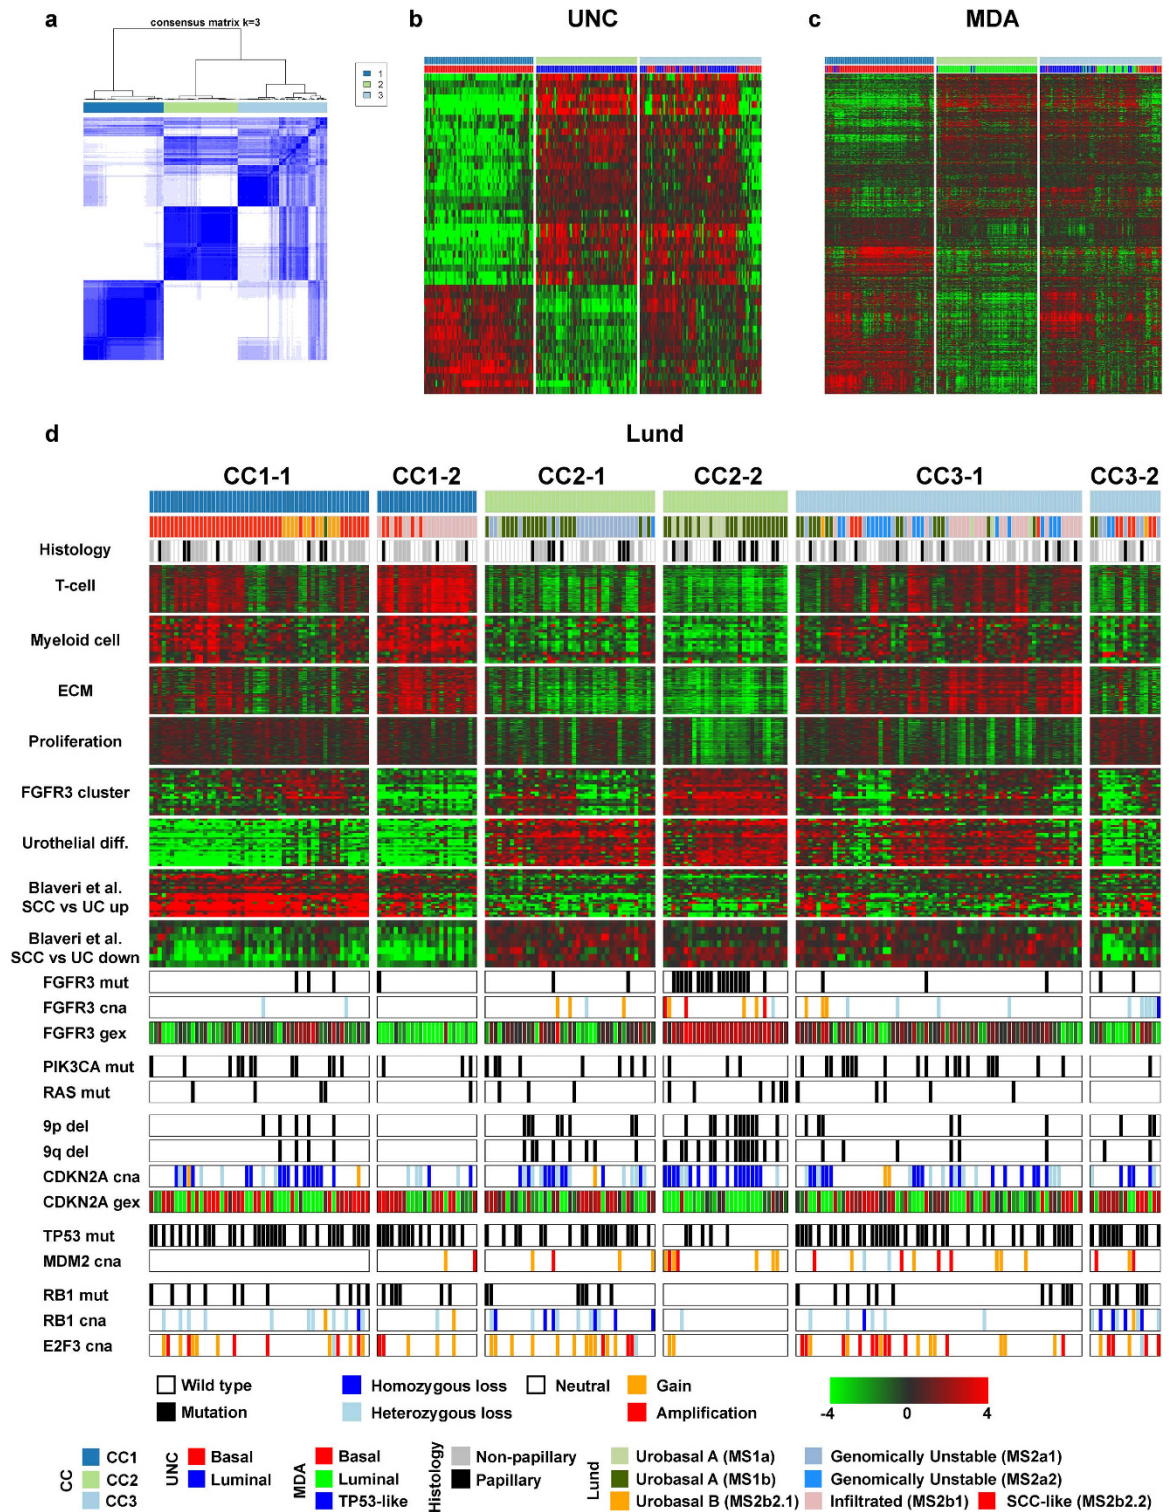 a
consensus matrix k=3
1
2
3
b
UNC
c
MDA
d
Lund
CC1-1
CC1-2
CC2-1
CC2-2
CC3-1
CC3-2
Histology
T-cell
Myeloid cell
ECM
Proliferation
FGFR3 cluster
Urothelial diff.
Blaveri et al.
SCC vs UC up
Blaveri et al.
SCC vs UC down
FGFR3 mut
FGFR3 cna
FGFR3 gex
PIK3CA mut
RAS mut
9p del
9q del
CDKN2A cna
CDKN2A gex
TP53 mut
MDM2 cna
RB1 mut
RB1 cna
E2F3 cna
Wild type
Homozygous loss
Neutral
Gain
Mutation
Heterozygous loss
Amplification
-4 0 4
CC
CC1
CC2
CC3
UNC
Basal
Luminal
MDA
Basal
Luminal
TP53-like
Histology
Non-papillary
Papillary
Lund
Urobasal A (MS1a)
Urobasal A (MS1b)
Urobasal B (MS2b2.1)
Genomically Unstable (MS2a1)
Genomically Unstable (MS2a2)
Infiltrated (MS2b1)
SCC-like (MS2b2.2)